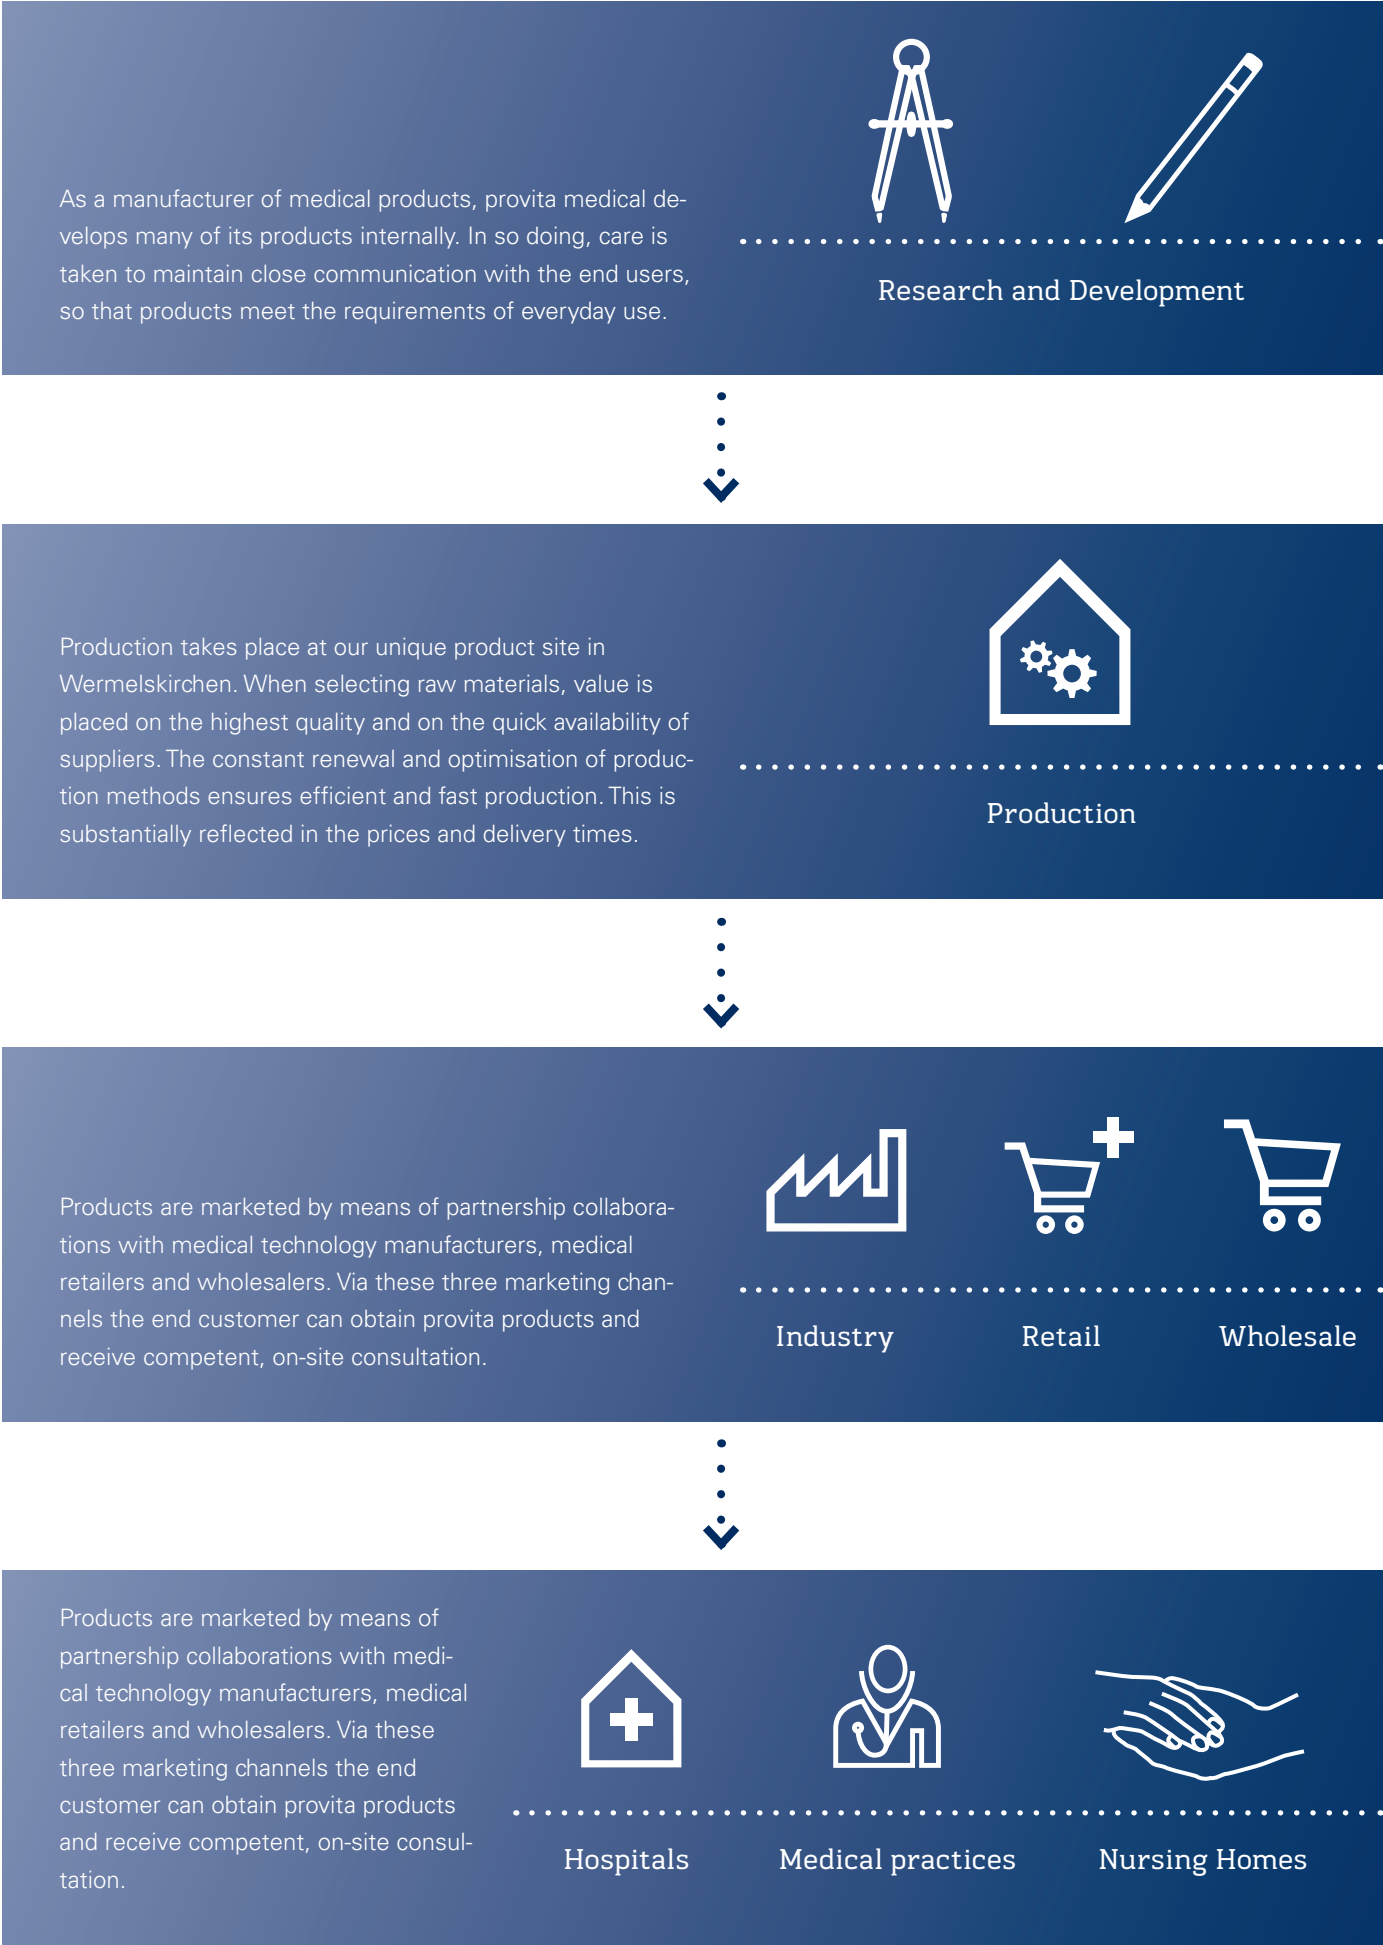 As a manufacturer of medical products, provita medical de-
velops many of its products internally. In so doing, care is
taken to maintain close communication with the end users,
so that products meet the requirements of everyday use.
Research and Development
Production takes place at our unique product site in
Wermelskirchen. When selecting raw materials, value is
placed on the highest quality and on the quick availability of
suppliers. The constant renewal and optimisation of produc-
tion methods ensures efficient and fast production. This is
substantially reflected in the prices and delivery times.
Production
Products are marketed by means of partnership collabora-
tions with medical technology manufacturers, medical
retailers and wholesalers. Via these three marketing chan-
nels the end customer can obtain provita products and
receive competent, on-site consultation.
Industry
Retail
Wholesale
Products are marketed by means of
partnership collaborations with medi-
cal technology manufacturers, medical
retailers and wholesalers. Via these
three marketing channels the end
customer can obtain provita products
and receive competent, on-site consul-
tation.
Hospitals
Medical practices
Nursing Homes